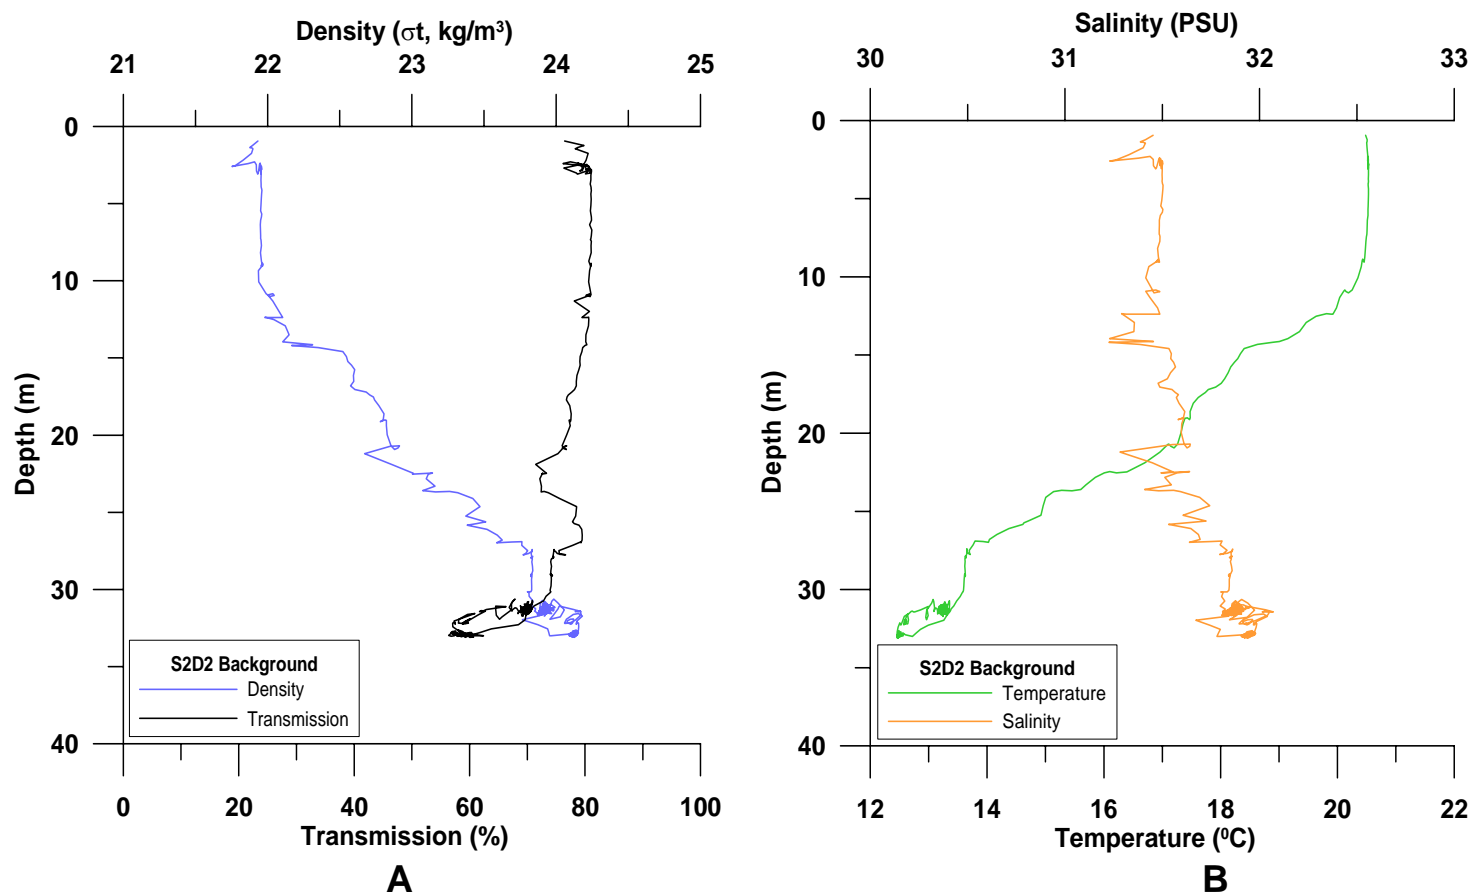 Density (σt, kg/m³)
21 22 23 24 25
0
10
20
30
40
Depth (m)
S2D2 Background
Density
Transmission
0 20 40 60 80 100
Transmission (%)
A
Salinity (PSU)
30 31 32 33
0
10
20
30
40
Depth (m)
S2D2 Background
Temperature
Salinity
12 14 16 18 20 22
Temperature (⁰C)
B